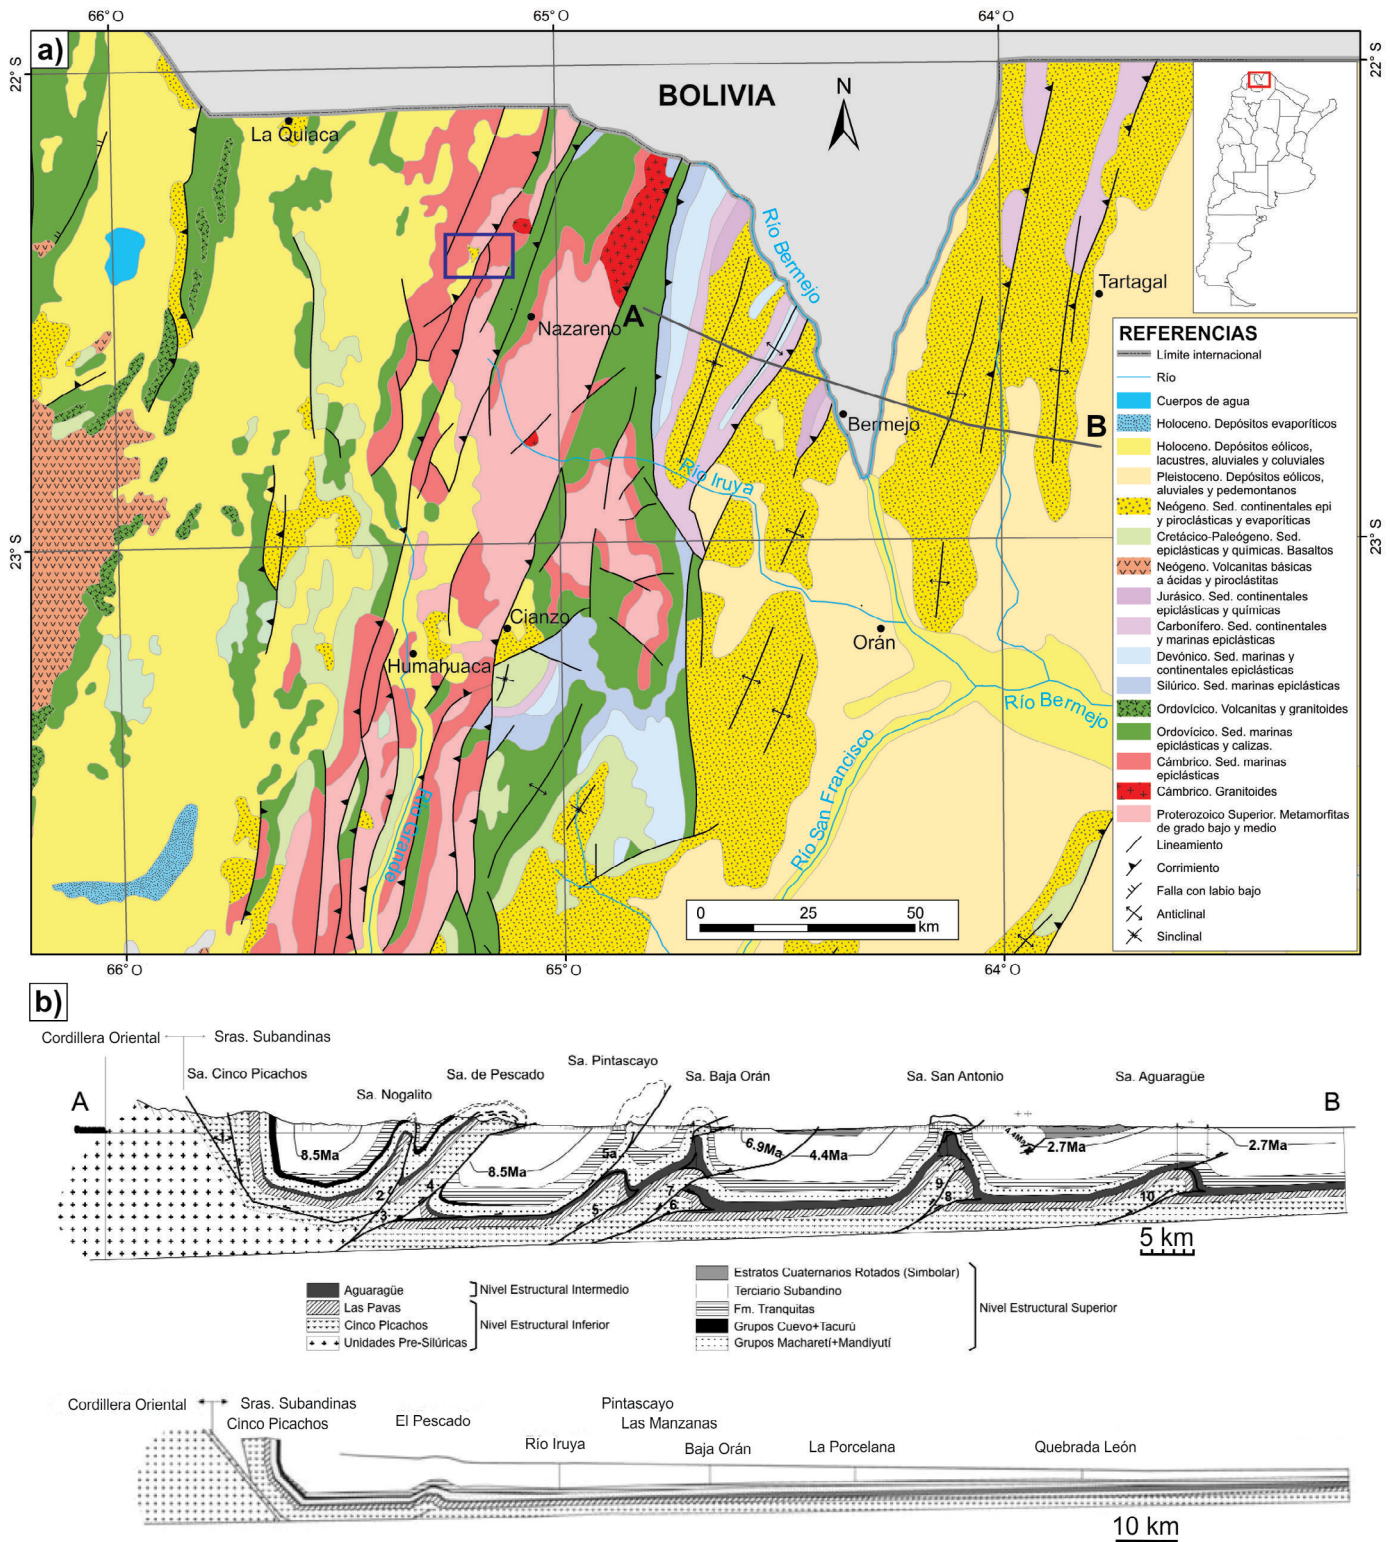 66°O
65°O
64°O
a)
22° S
22° S
BOLIVIA
N
La Quiaca
Río Bermejo
Tartagal
Nazareno
A
Bermejo
B
Río Iruya
23° S
23° S
Cianzo
Orán
Humahuaca
Río Bermejo
Río San Francisco
Río Grande
REFERENCIAS
Límite internacional
Río
Cuerpos de agua
Holoceno. Depósitos evaporíticos
Holoceno. Depósitos eólicos,
lacustres, aluviales y coluviales
Pleistoceno. Depósitos eólicos,
aluviales y pedemontanos
Neógeno. Sed. continentales epi
y piroclásticas y evaporíticas
Cretácico-Paleógeno. Sed.
epiclásticas y químicas. Basaltos
Neógeno. Volcanitas básicas
a ácidas y piroclástitas
Jurásico. Sed. continentales
epiclásticas y químicas
Carbonífero. Sed. continentales
y marinas epiclásticas
Devónico. Sed. marinas y
continentales epiclásticas
Silúrico. Sed. marinas epiclásticas
Ordovícico. Volcanitas y granitoides
Ordovícico. Sed. marinas
epiclásticas y calizas.
Cámbrico. Sed. marinas
epiclásticas
Cámbrico. Granitoides
Proterozoico Superior. Metamorfitas
de grado bajo y medio
Lineamiento
Corrimiento
Falla con labio bajo
Anticlinal
Sinclinal
0 25 50
km
66°O
65°O
64°O
b)
Cordillera Oriental
Sras. Subandinas
Sa. Cinco Picachos
Sa. Nogalito
Sa. de Pescado
Sa. Pintascayo
Sa. Baja Orán
Sa. San Antonio
Sa. Aguaragüe
A
B
1
8.5Ma
2
3
4
8.5Ma
5a
5
7
6
6.9Ma
4.4Ma
9
8
4.4Ma
2.7Ma
10
2.7Ma
5 km
Aguaragüe
Nivel Estructural Intermedio
Las Pavas
Cinco Picachos
Unidades Pre-Silúricas
Nivel Estructural Inferior
Estratos Cuaternarios Rotados (Simbolar)
Terciario Subandino
Fm. Tranquitas
Grupos Cuevo+Tacurú
Grupos Macharetí+Mandiyutí
Nivel Estructural Superior
Cordillera Oriental
Sras. Subandinas
Cinco Picachos
El Pescado
Río Iruya
Pintascayo
Las Manzanas
Baja Orán
La Porcelana
Quebrada León
10 km